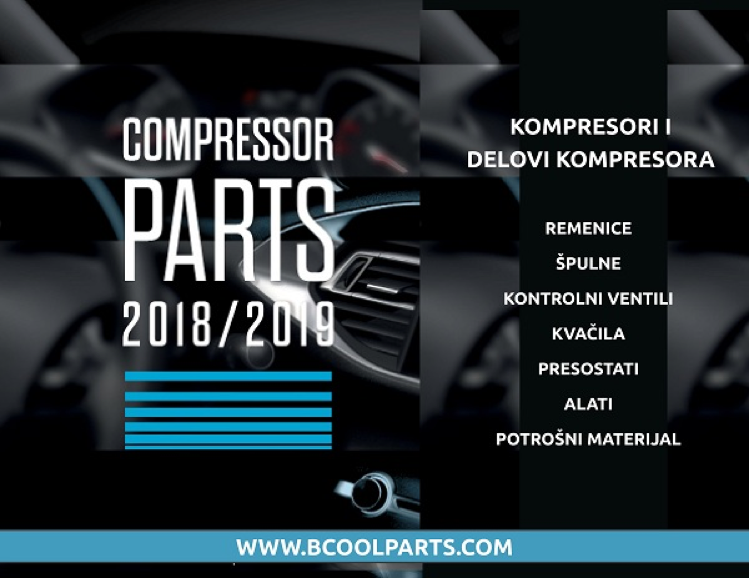 COMPRESSOR
PARTS
2018/2019
KOMPRESORI I
DELOVI KOMPRESORA
REMENICE
ŠPULNE
KONTROLNI VENTILI
KVAČILA
PRESOSTATI
ALATI
POTROŠNI MATERIJAL
WWW.BCOOLPARTS.COM